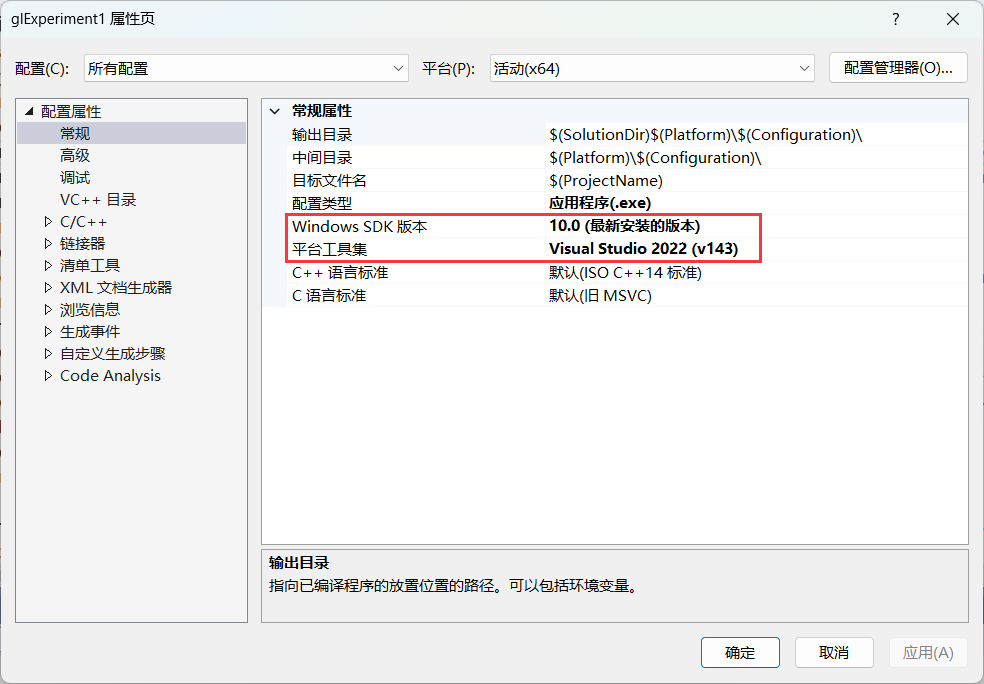 glExperiment1 属性页
?
配置(C): 所有配置 平台(P): 活动(x64) 配置管理器(O)...
配置属性
常规
高级
调试
VC++ 目录
C/C++
链接器
清单工具
XML 文档生成器
浏览信息
生成事件
自定义生成步骤
Code Analysis
常规属性
输出目录 $(SolutionDir)$(Platform)\$(Configuration)\
中间目录 $(Platform)\$(Configuration)\
目标文件名 $(ProjectName)
配置类型 应用程序(.exe)
Windows SDK 版本 10.0 (最新安装的版本)
平台工具集 Visual Studio 2022 (v143)
C++ 语言标准 默认(ISO C++14 标准)
C 语言标准 默认(旧 MSVC)
输出目录
指向已编译程序的放置位置的路径。可以包括环境变量。
确定 取消 应用(A)